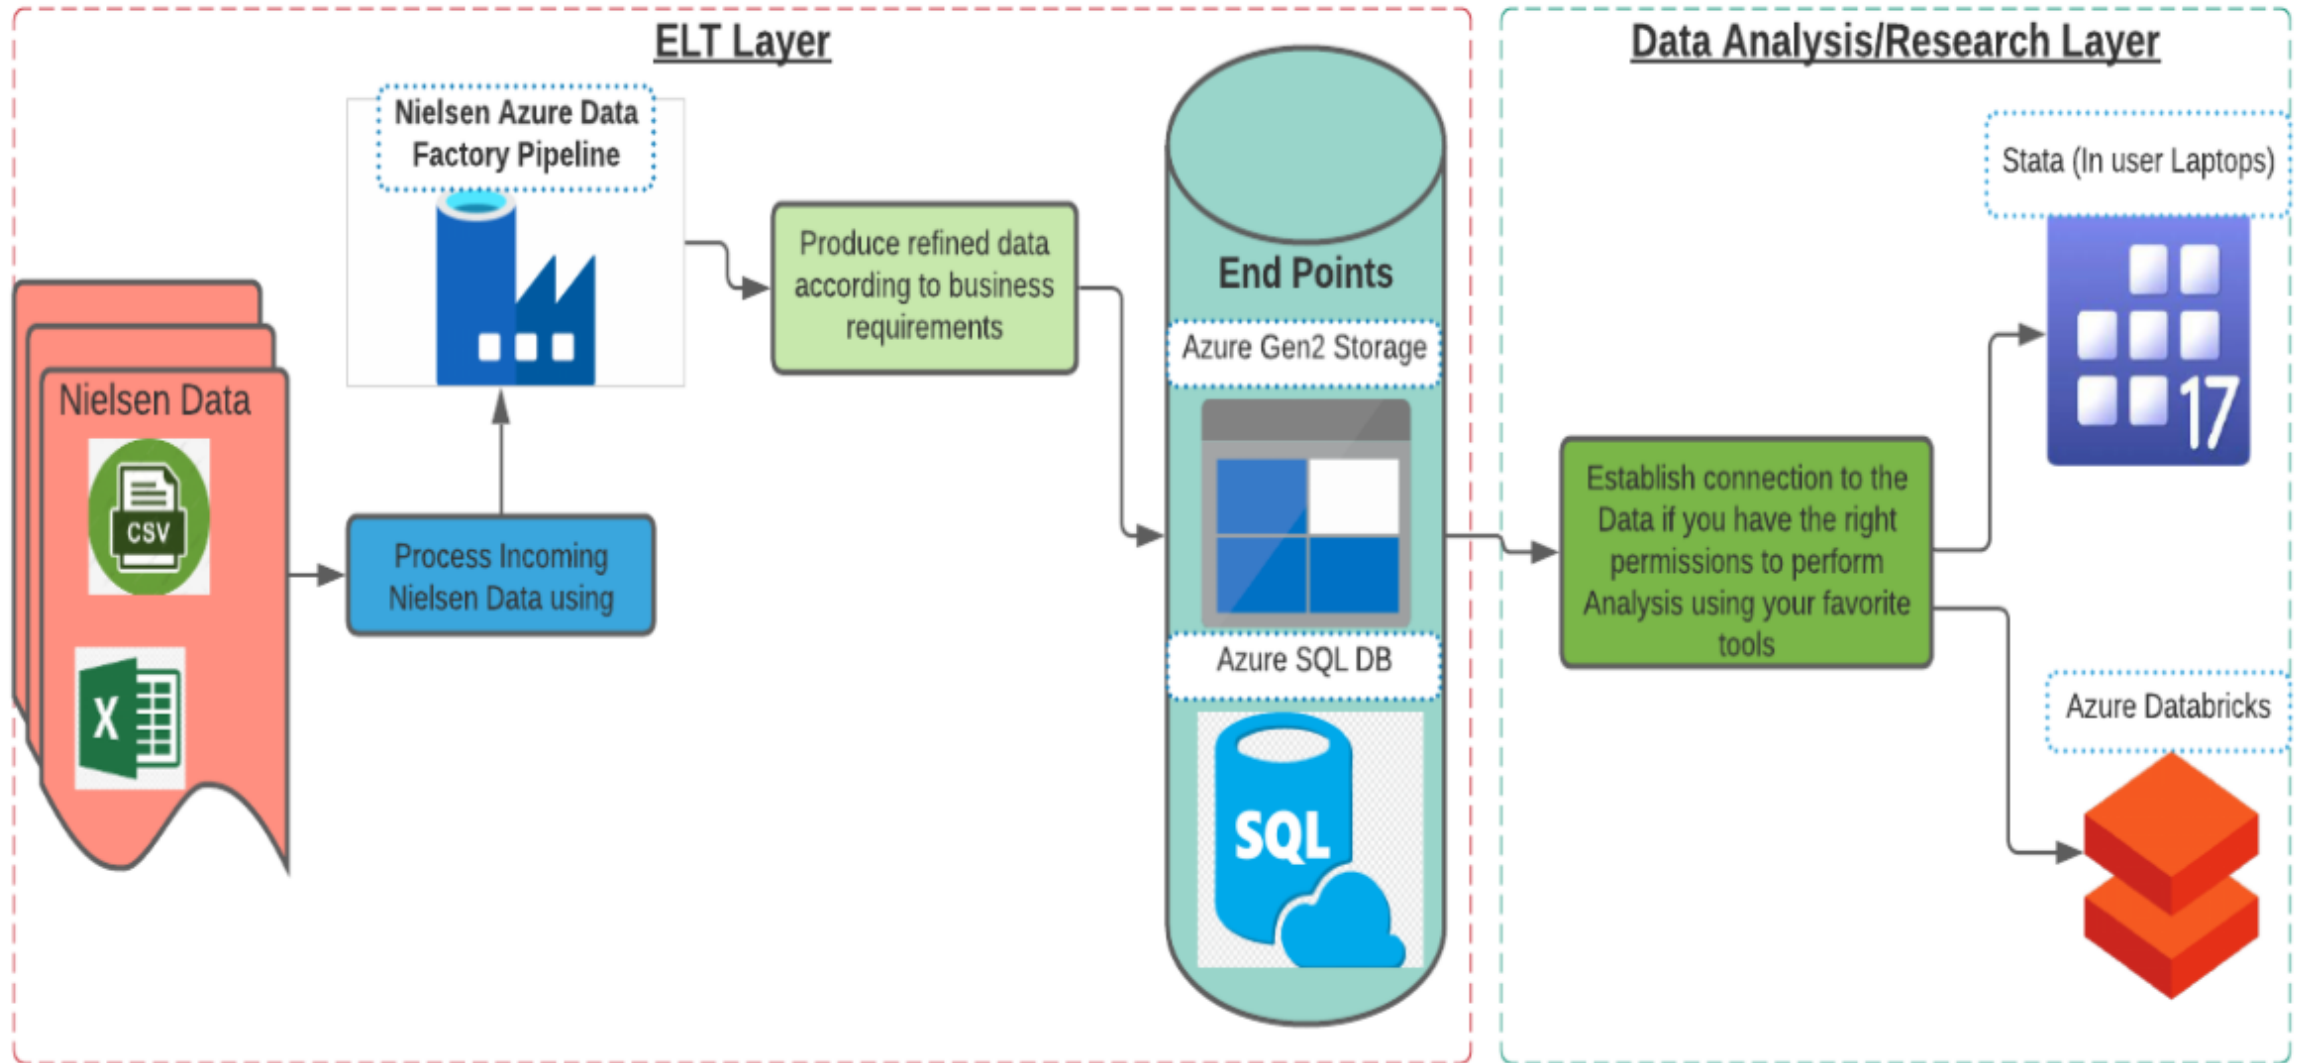 ELT Layer
Nielsen Azure Data
Factory Pipeline
Produce refined data
according to business
requirements
Nielsen Data
CSV
X
Process Incoming
Nielsen Data using
End Points
Azure Gen2 Storage
Azure SQL DB
SQL
Data Analysis/Research Layer
Stata (In user Laptops)
17
Establish connection to the
Data if you have the right
permissions to perform
Analysis using your favorite
tools
Azure Databricks